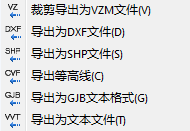 VZ 裁剪导出为VZM文件(V)
DXF 导出为DXF文件(D)
SHP 导出为SHP文件(S)
CVF 导出等高线(C)
GJB 导出为GJB文本格式(G)
VVT 导出为文本文件(T)